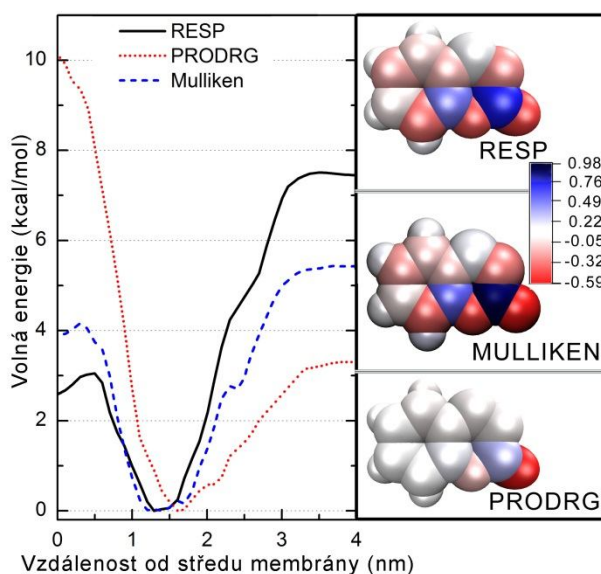 RESP
PRODRG
Mulliken
Volná energie (kcal/mol)
10
8
6
4
2
0
0
1
2
3
4
Vzdálenost od středu membrány (nm)
RESP
0.98
0.76
0.49
0.22
-0.05
-0.32
-0.59
MULLIKEN
PRODRG